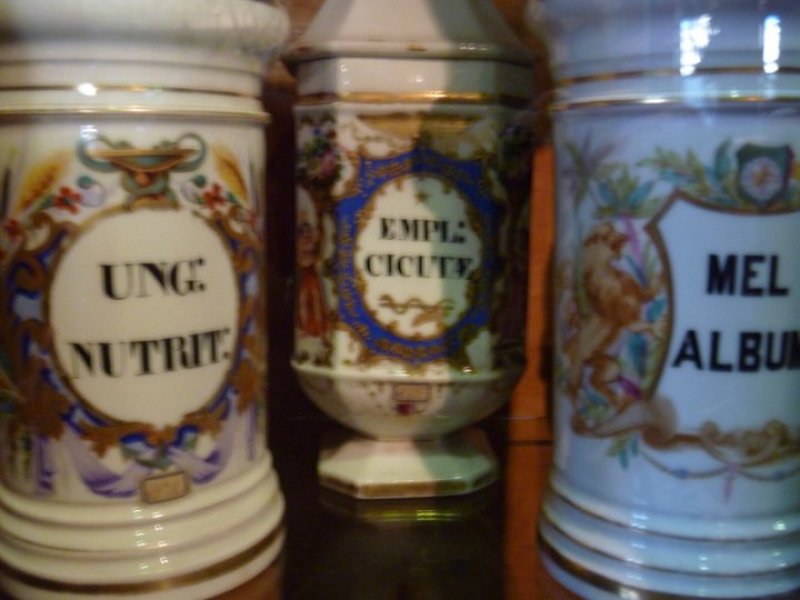 UNG:
NUTRIT:
EMPL:
CICUTÆ
MEL
ALBUM